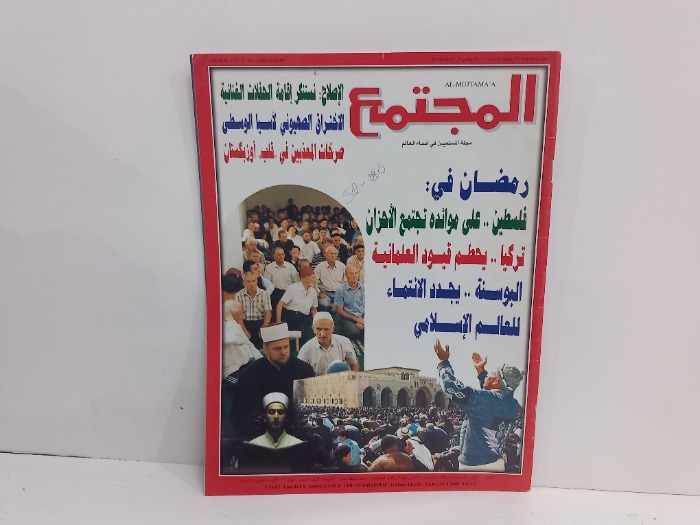 AL-MUJTAMA'A
المجتمع
مجلة المسلمين في أنحاء العالم
الإصلاح: نستنكر إقامة الحفلات الغنائية
الاختراق الصهيوني لآسيا الوسطى
صرخات المعذبين في «قلب» أوزبكستان
رمضان في:
فلسطين .. على موائده تجتمع الأحزان
تركيا .. يحطم قيود العلمانية
البوسنة .. يجدد الانتماء
للعالم الإسلامي